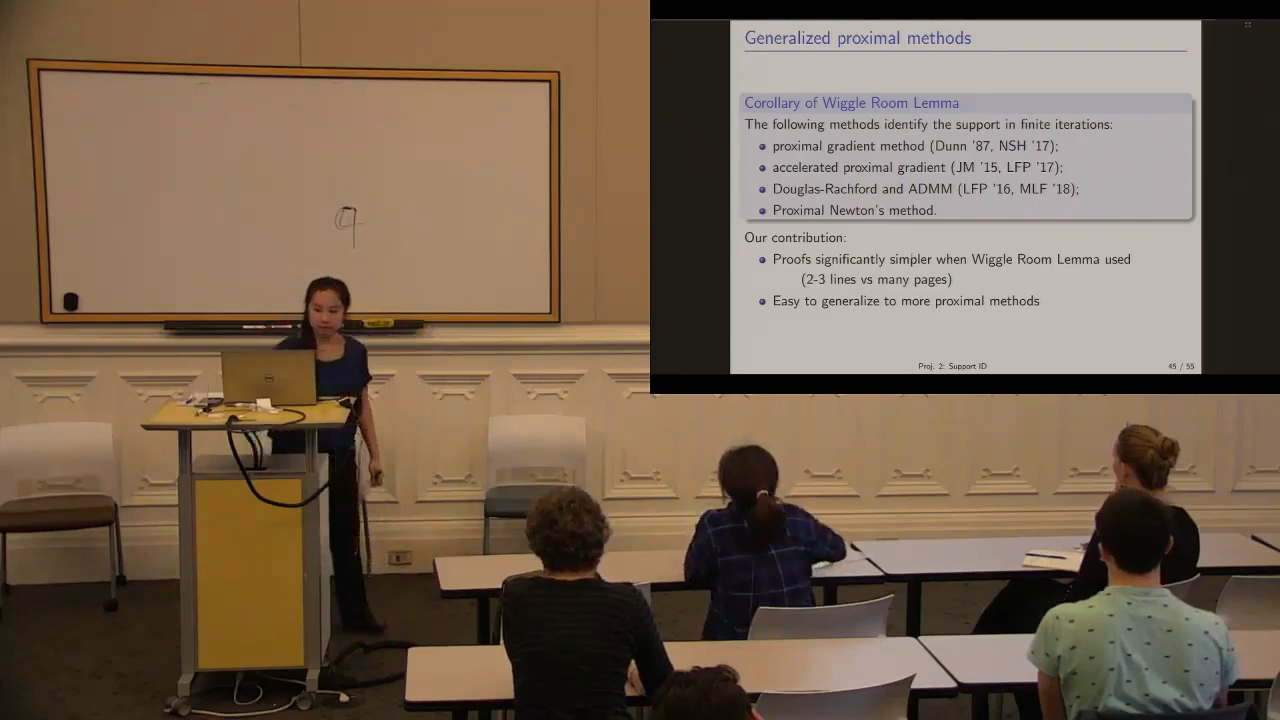 Generalized proximal methods
Corollary of Wiggle Room Lemma
The following methods identify the support in finite iterations:
proximal gradient method (Dunn '87, NSH '17);
accelerated proximal gradient (JM '15, LFP '17);
Douglas-Rachford and ADMM (LFP '16, MLF '18);
Proximal Newton's method.
Our contribution:
Proofs significantly simpler when Wiggle Room Lemma used
(2-3 lines vs many pages)
Easy to generalize to more proximal methods
Proj. 2: Support ID 45 / 55